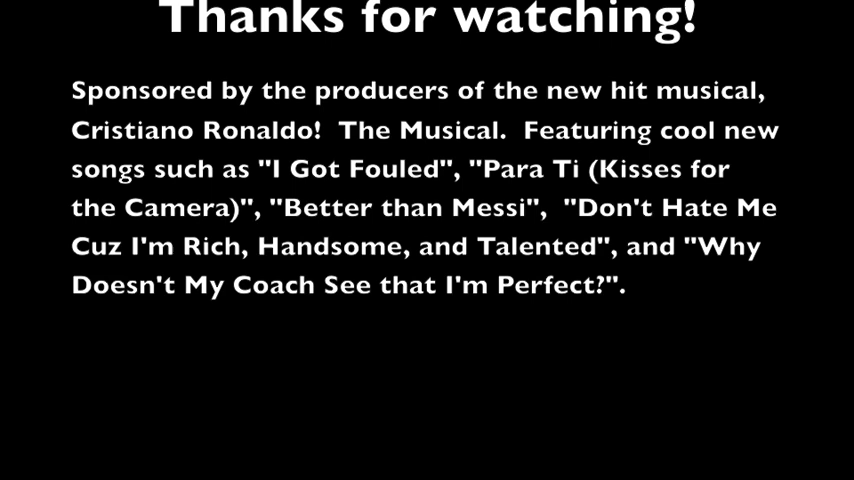 Thanks for watching!
Sponsored by the producers of the new hit musical,
Cristiano Ronaldo!  The Musical.  Featuring cool new
songs such as "I Got Fouled", "Para Ti (Kisses for
the Camera)", "Better than Messi",  "Don't Hate Me
Cuz I'm Rich, Handsome, and Talented", and "Why
Doesn't My Coach See that I'm Perfect?".